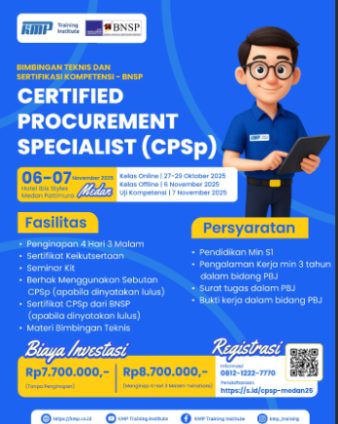 KMP Training Institute
BNSP
BIMBINGAN TEKNIS DAN
SERTIFIKASI KOMPETENSI - BNSP
CERTIFIED
PROCUREMENT
SPECIALIST (CPSp)
06-07 November 2025
Hotel Ibis Styles
Medan Pattimura
Medan
Kelas Online | 27-29 Oktober 2025
Kelas Offline | 6 November 2025
Uji Kompetensi | 7 November 2025
Fasilitas
• Penginapan 4 Hari 3 Malam
• Sertifikat Keikutsertaan
• Seminar Kit
• Berhak Menggunakan Sebutan
CPSp (apabila dinyatakan lulus)
• Sertifikat CPSp dari BNSP
(apabila dinyatakan lulus)
• Materi Bimbingan Teknis
Persyaratan
• Pendidikan Min S1
• Pengalaman Kerja min 3 tahun
dalam bidang PBJ
• Surat tugas dalam PBJ
• Bukti kerja dalam bidang PBJ
Biaya Investasi
Rp7.700.000,-
(Tanpa Penginapan)
Rp8.700.000,-
Registrasi
Informasi
0812-1222-7770
Pendaftaran
https://s.id/cpsp-medan25
https://kmp.co.id
KMP Training Institute
KMP Training Institute
kmp_training